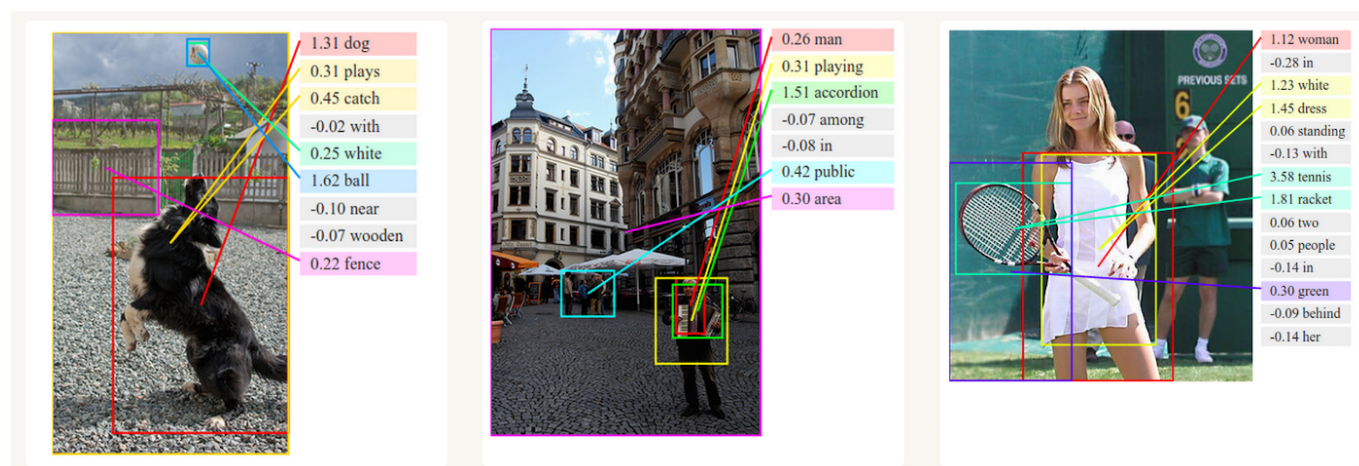 1.31 dog
0.31 plays
0.45 catch
-0.02 with
0.25 white
1.62 ball
-0.10 near
-0.07 wooden
0.22 fence
0.26 man
0.31 playing
1.51 accordion
-0.07 among
-0.08 in
0.42 public
0.30 area
PREVIOUS SETS
6
1.12 woman
-0.28 in
1.23 white
1.45 dress
0.06 standing
-0.13 with
3.58 tennis
1.81 racket
0.06 two
0.05 people
-0.14 in
0.30 green
-0.09 behind
-0.14 her